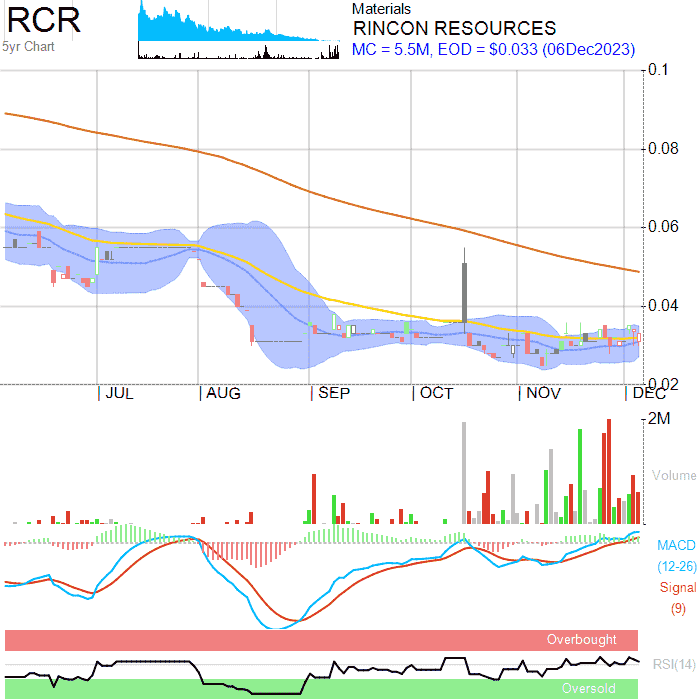 RCR
5yr Chart
Materials
RINCON RESOURCES
MC = 5.5M, EOD = $0.033 (06Dec2023)
0.1
0.08
0.06
0.04
0.02
JUL
AUG
SEP
OCT
NOV
DEC
2M
Volume
MACD
(12-26)
Signal
(9)
Overbought
RSI(14)
Oversold